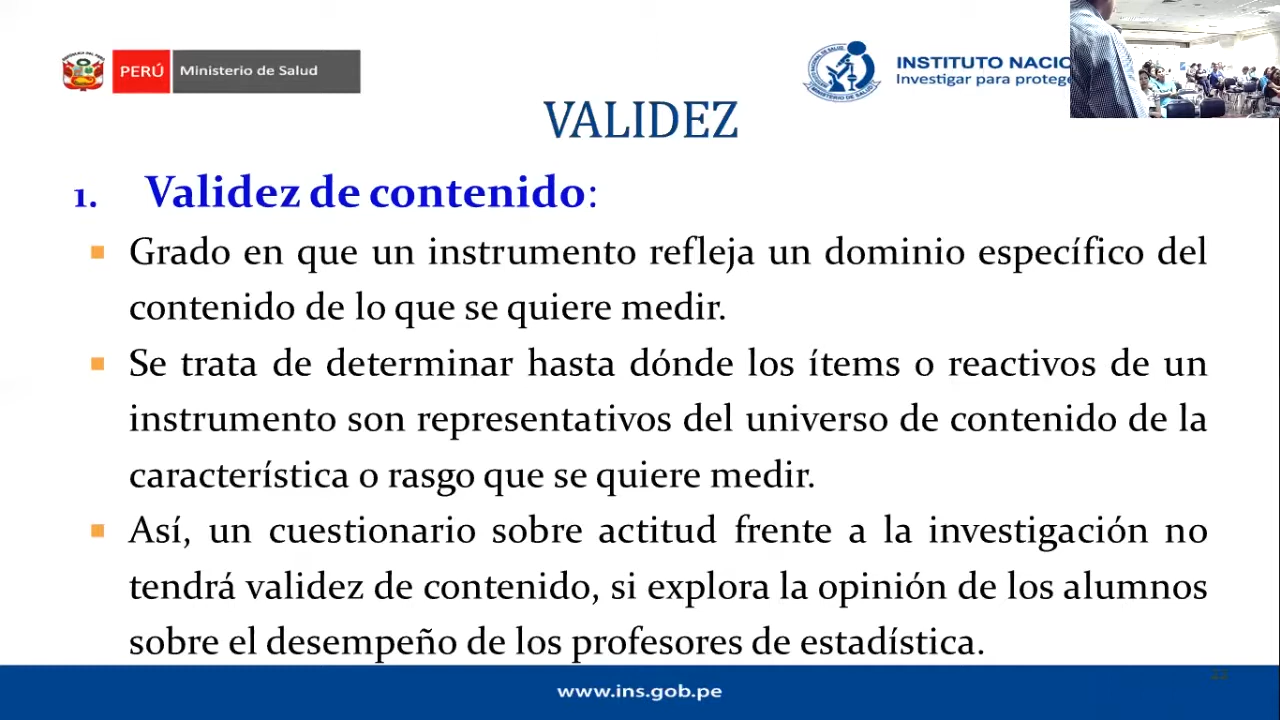 PERÚ Ministerio de Salud
INSTITUTO NACIO
Investigar para proteg
VALIDEZ
1. Validez de contenido:
Grado en que un instrumento refleja un dominio específico del
contenido de lo que se quiere medir.
Se trata de determinar hasta dónde los ítems o reactivos de un
instrumento son representativos del universo de contenido de la
característica o rasgo que se quiere medir.
Así, un cuestionario sobre actitud frente a la investigación no
tendrá validez de contenido, si explora la opinión de los alumnos
sobre el desempeño de los profesores de estadística.
www.ins.gob.pe